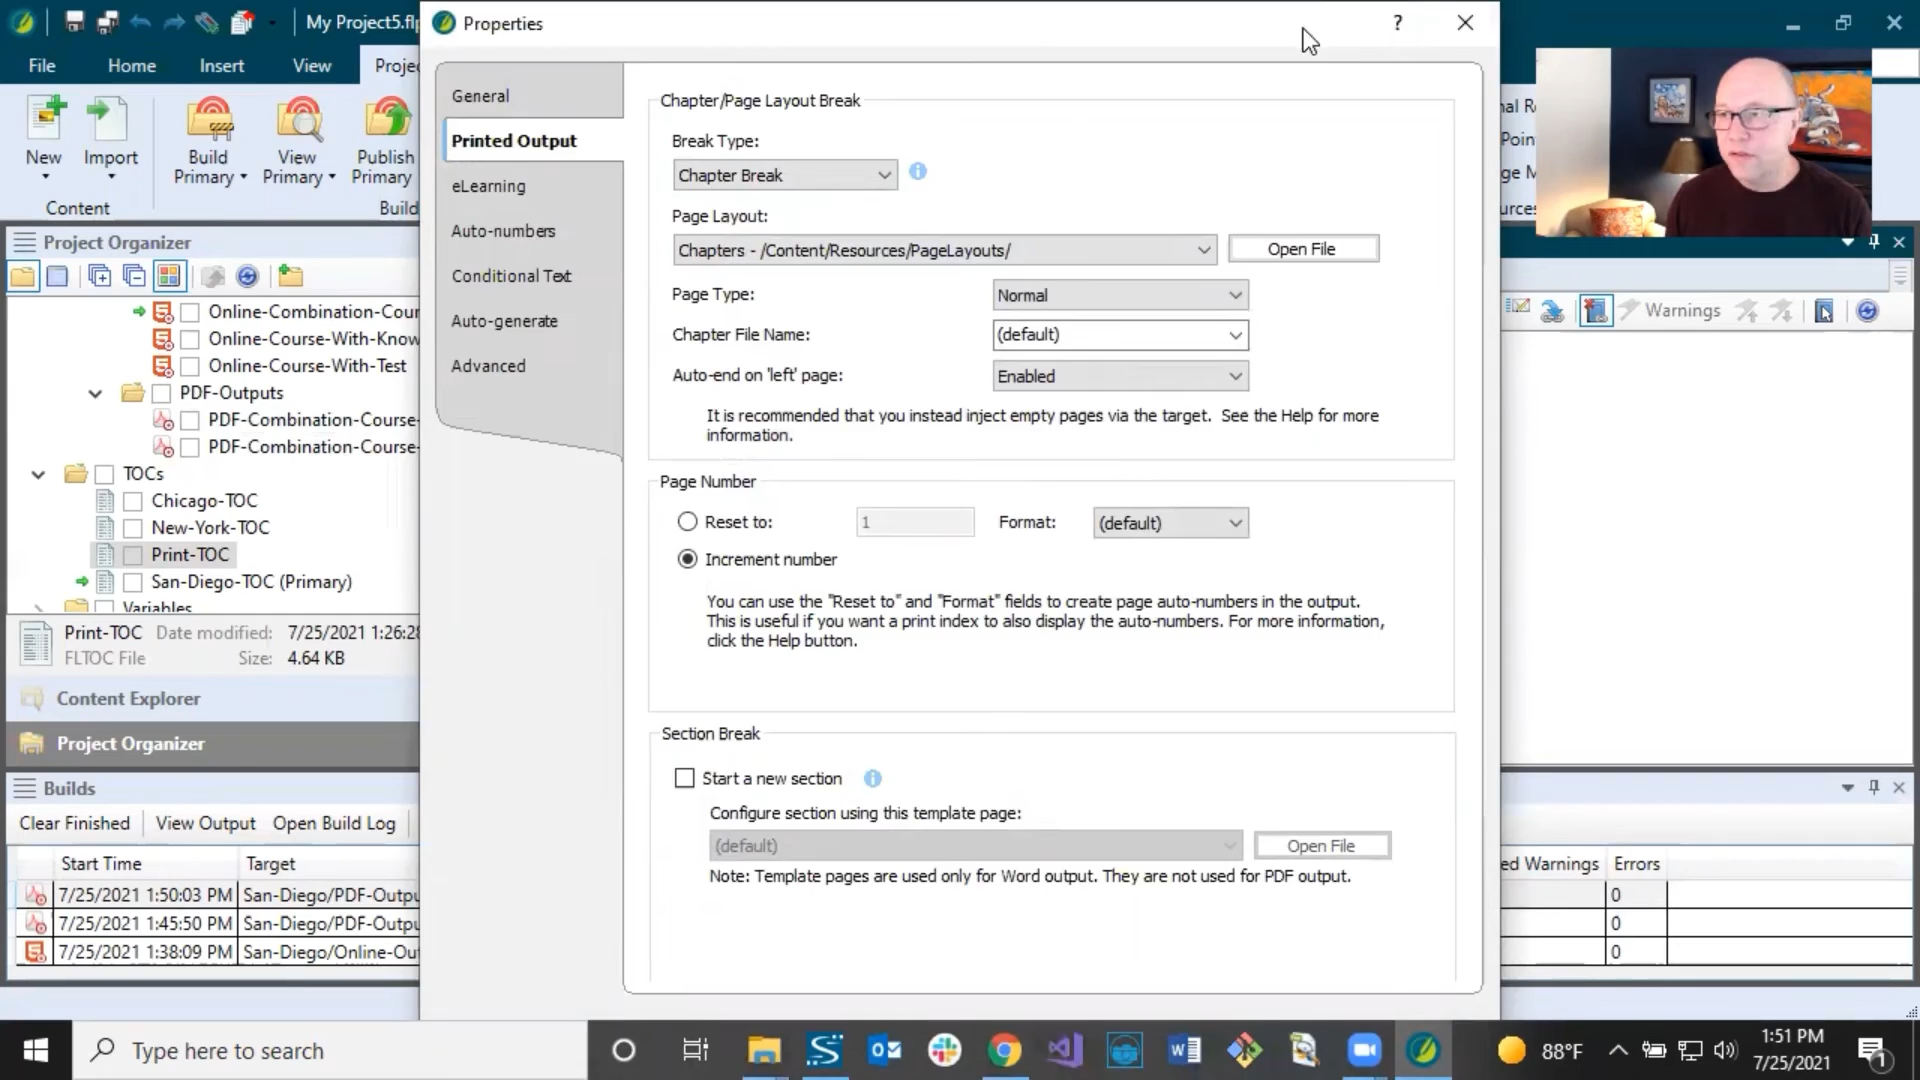 My Project5.flp
Properties
?
File
Home
Insert
View
Projec
New
Import
Build
Primary
View
Primary
Publish
Primary
Content
Build
Project Organizer
Online-Combination-Cour
Online-Course-With-Know
Online-Course-With-Test
PDF-Outputs
PDF-Combination-Course-
PDF-Combination-Course-
TOCs
Chicago-TOC
New-York-TOC
Print-TOC
San-Diego-TOC (Primary)
Variables
Print-TOC Date modified: 7/25/2021 1:26:28
FLTOC File Size: 4.64 KB
Content Explorer
Project Organizer
Builds
Clear Finished
View Output
Open Build Log
Start Time
Target
7/25/2021 1:50:03 PM San-Diego/PDF-Outpu
7/25/2021 1:45:50 PM San-Diego/PDF-Outpu
7/25/2021 1:38:09 PM San-Diego/Online-Ou
General
Printed Output
eLearning
Auto-numbers
Conditional Text
Auto-generate
Advanced
Chapter/Page Layout Break
Break Type:
Chapter Break
Page Layout:
Chapters - /Content/Resources/PageLayouts/
Open File
Page Type:
Normal
Chapter File Name:
(default)
Auto-end on 'left' page:
Enabled
It is recommended that you instead inject empty pages via the target. See the Help for more
information.
Page Number
Reset to:
1
Format:
(default)
Increment number
You can use the "Reset to" and "Format" fields to create page auto-numbers in the output.
This is useful if you want a print index to also display the auto-numbers. For more information,
click the Help button.
Section Break
Start a new section
Configure section using this template page:
(default)
Open File
Note: Template pages are used only for Word output. They are not used for PDF output.
Warnings
ed Warnings
Errors
0
0
0
Type here to search
88°F
1:51 PM
7/25/2021
1